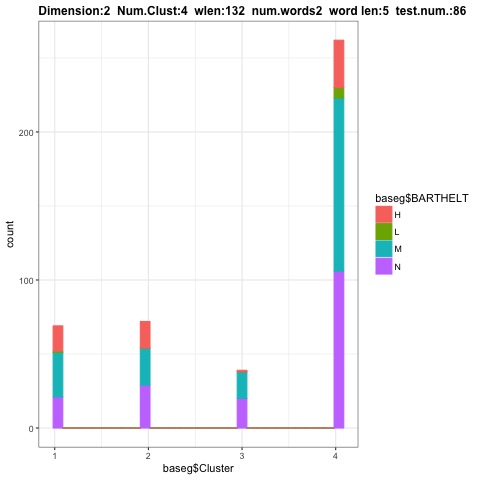 Dimension:2 Num.Clust:4 wlen:132 num.words2 word len:5 test.num.:86
count
200
100
0
1 2 3 4
baseg$Cluster
baseg$BARTHELT
H
L
M
N